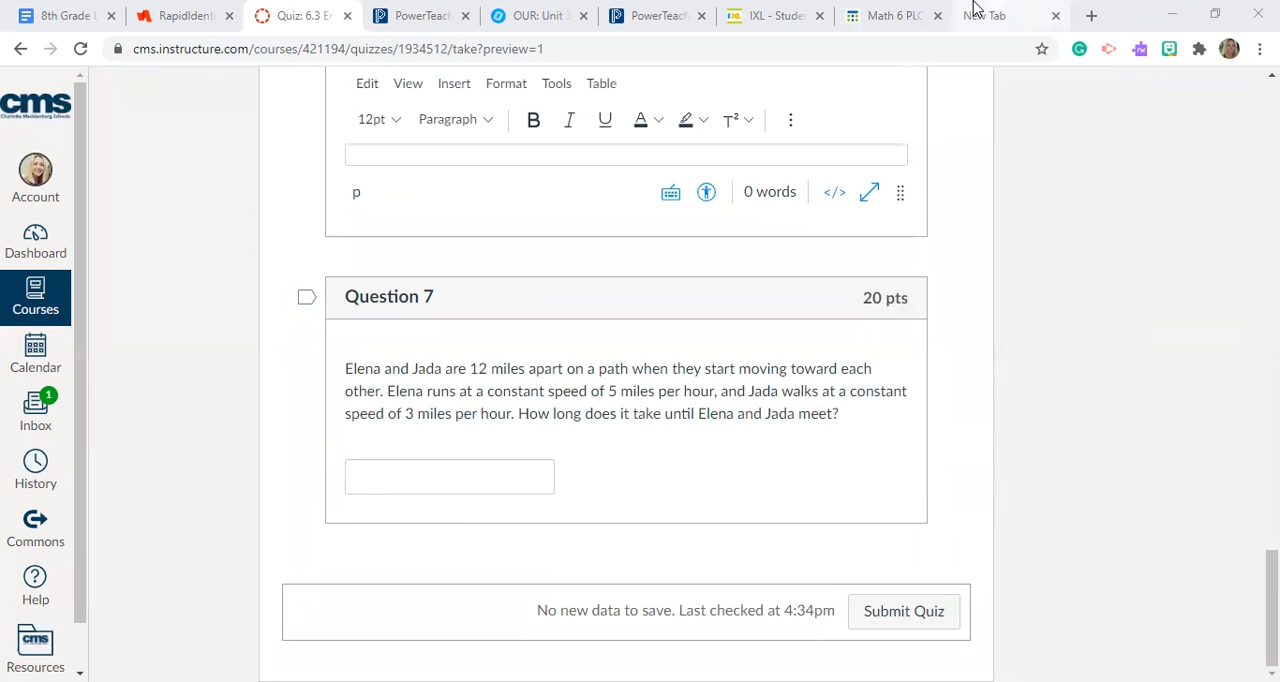 8th Grade L
RapidIdent
Quiz: 6.3 E
PowerTeach
OUR: Unit 3
PowerTeach
IXL - Stude
Math 6 PLC
New Tab
cms.instructure.com/courses/421194/quizzes/1934512/take?preview=1
cms
Charlotte-Mecklenburg Schools
Account
Dashboard
Courses
Calendar
1
Inbox
History
Commons
Help
cms
Resources
Edit View Insert Format Tools Table
12pt Paragraph B I U A T²
p 0 words </>
Question 7 20 pts
Elena and Jada are 12 miles apart on a path when they start moving toward each
other. Elena runs at a constant speed of 5 miles per hour, and Jada walks at a constant
speed of 3 miles per hour. How long does it take until Elena and Jada meet?
No new data to save. Last checked at 4:34pm Submit Quiz